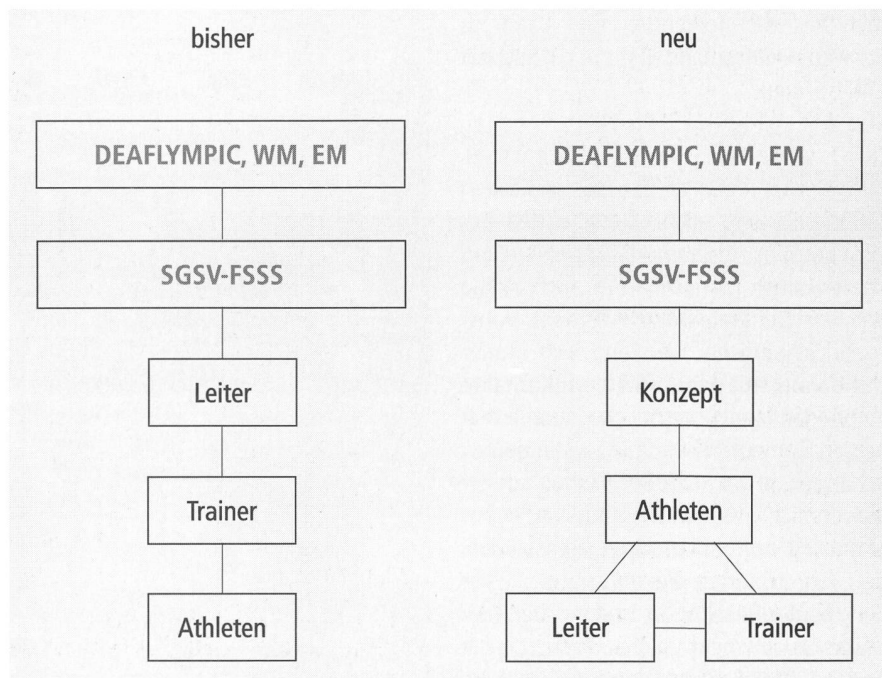 bisher
neu
DEAFLYMPIC, WM, EM
DEAFLYMPIC, WM, EM
SGSV-FSSS
SGSV-FSSS
Leiter
Konzept
Trainer
Athleten
Athleten
Leiter
Trainer